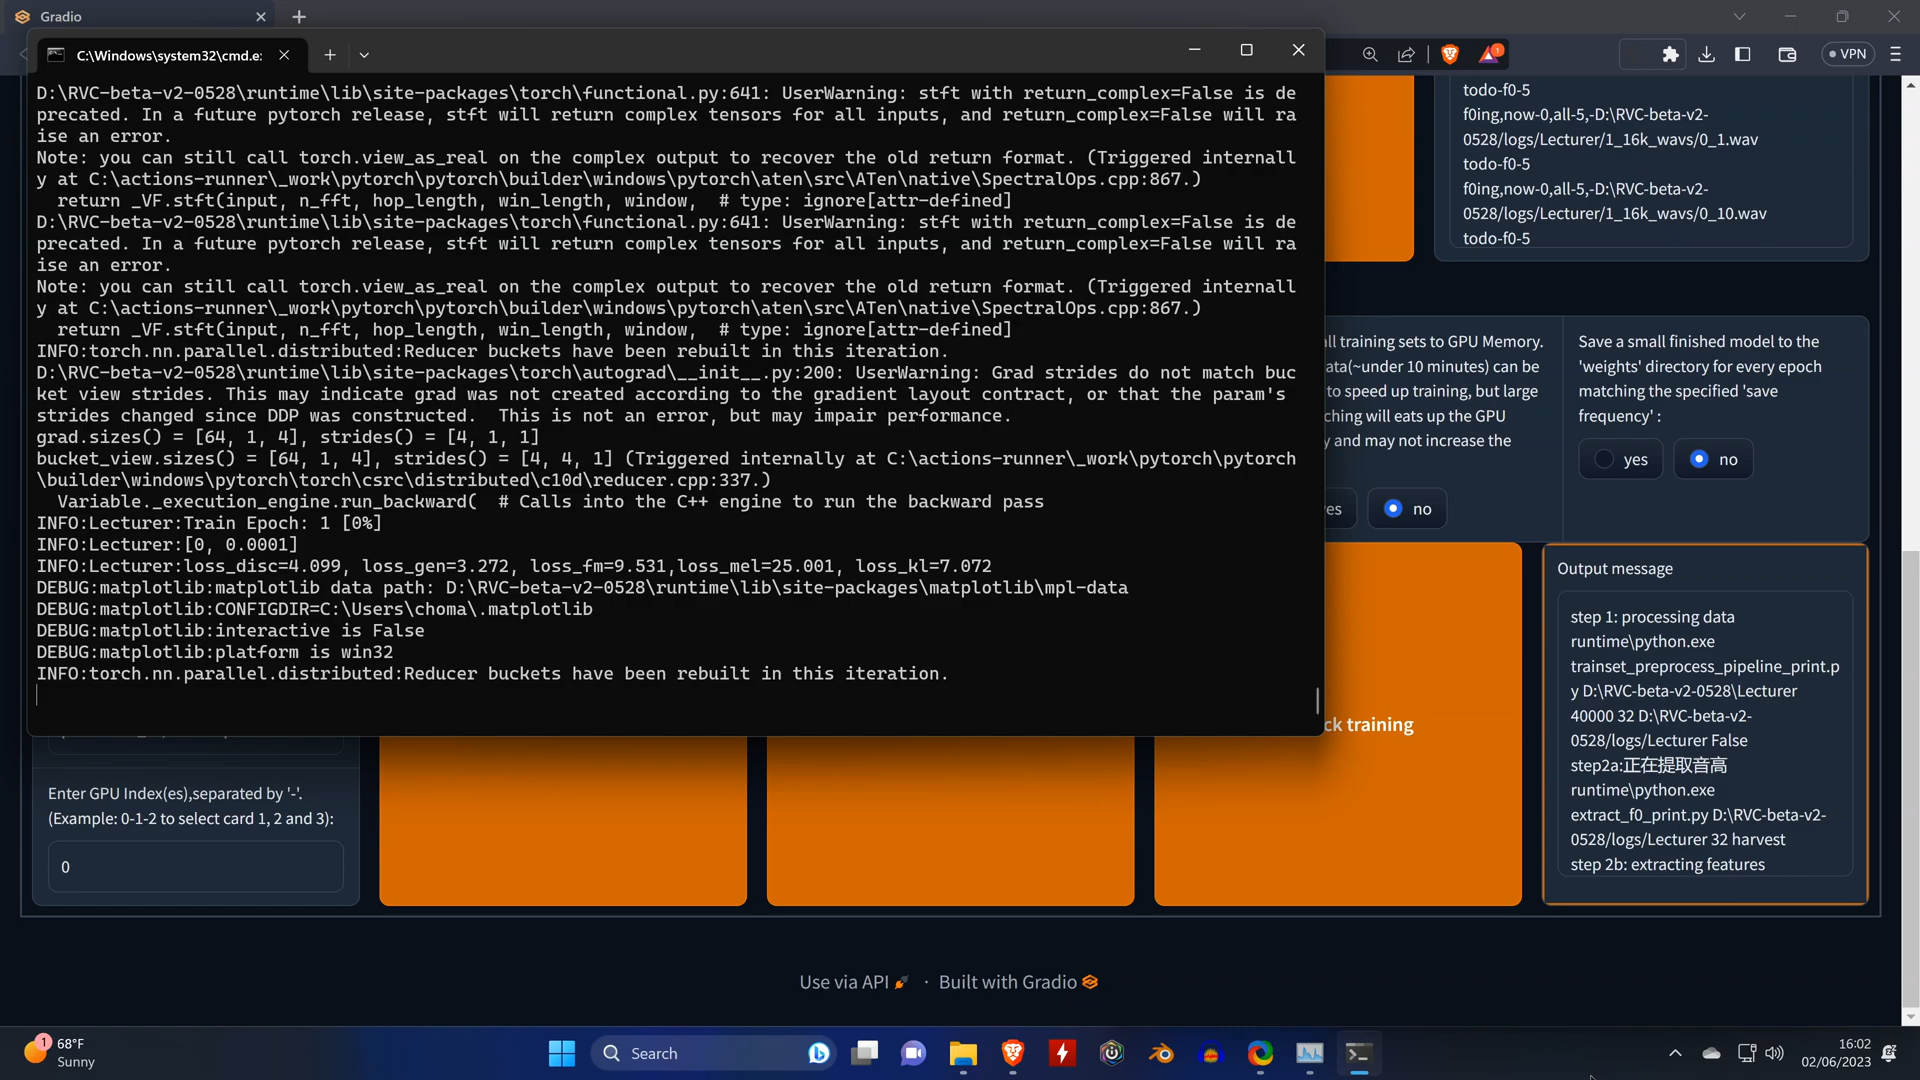 Gradio
C:\Windows\system32\cmd.e:
VPN
D:\RVC-beta-v2-0528\runtime\lib\site-packages\torch\functional.py:641: UserWarning: stft with return_complex=False is de
precated. In a future pytorch release, stft will return complex tensors for all inputs, and return_complex=False will ra
ise an error.
Note: you can still call torch.view_as_real on the complex output to recover the old return format. (Triggered internall
y at C:\actions-runner\_work\pytorch\pytorch\builder\windows\pytorch\aten\src\ATen\native\SpectralOps.cpp:867.)
return _VF.stft(input, n_fft, hop_length, win_length, window,  # type: ignore[attr-defined]
D:\RVC-beta-v2-0528\runtime\lib\site-packages\torch\functional.py:641: UserWarning: stft with return_complex=False is de
precated. In a future pytorch release, stft will return complex tensors for all inputs, and return_complex=False will ra
ise an error.
Note: you can still call torch.view_as_real on the complex output to recover the old return format. (Triggered internall
y at C:\actions-runner\_work\pytorch\pytorch\builder\windows\pytorch\aten\src\ATen\native\SpectralOps.cpp:867.)
return _VF.stft(input, n_fft, hop_length, win_length, window,  # type: ignore[attr-defined]
INFO:torch.nn.parallel.distributed:Reducer buckets have been rebuilt in this iteration.
D:\RVC-beta-v2-0528\runtime\lib\site-packages\torch\autograd\__init__.py:200: UserWarning: Grad strides do not match buc
ket view strides. This may indicate grad was not created according to the gradient layout contract, or that the param's
strides changed since DDP was constructed.  This is not an error, but may impair performance.
grad.sizes() = [64, 1, 4], strides() = [4, 1, 1]
bucket_view.sizes() = [64, 1, 4], strides() = [4, 4, 1] (Triggered internally at C:\actions-runner\_work\pytorch\pytorch
\builder\windows\pytorch\torch\csrc\distributed\c10d\reducer.cpp:337.)
Variable._execution_engine.run_backward(  # Calls into the C++ engine to run the backward pass
INFO:Lecturer:Train Epoch: 1 [0%]
INFO:Lecturer:[0, 0.0001]
INFO:Lecturer:loss_disc=4.099, loss_gen=3.272, loss_fm=9.531,loss_mel=25.001, loss_kl=7.072
DEBUG:matplotlib:matplotlib data path: D:\RVC-beta-v2-0528\runtime\lib\site-packages\matplotlib\mpl-data
DEBUG:matplotlib:CONFIGDIR=C:\Users\choma\.matplotlib
DEBUG:matplotlib:interactive is False
DEBUG:matplotlib:platform is win32
INFO:torch.nn.parallel.distributed:Reducer buckets have been rebuilt in this iteration.
todo-f0-5
f0ing,now-0,all-5,-D:\RVC-beta-v2-
0528/logs/Lecturer/1_16k_wavs/0_1.wav
todo-f0-5
f0ing,now-0,all-5,-D:\RVC-beta-v2-
0528/logs/Lecturer/1_16k_wavs/0_10.wav
todo-f0-5
ll training sets to GPU Memory.
ata(~under 10 minutes) can be
to speed up training, but large
ching will eats up the GPU
y and may not increase the
es
no
Save a small finished model to the
'weights' directory for every epoch
matching the specified 'save
frequency' :
yes
no
Enter GPU Index(es),separated by '-'.
(Example: 0-1-2 to select card 1, 2 and 3):
0
ck training
Output message
step 1: processing data
runtime\python.exe
trainset_preprocess_pipeline_print.p
y D:\RVC-beta-v2-0528\Lecturer
40000 32 D:\RVC-beta-v2-
0528/logs/Lecturer False
step2a:正在提取音高
runtime\python.exe
extract_f0_print.py D:\RVC-beta-v2-
0528/logs/Lecturer 32 harvest
step 2b: extracting features
Use via API · Built with Gradio
1
68°F
Sunny
Search
16:02
02/06/2023